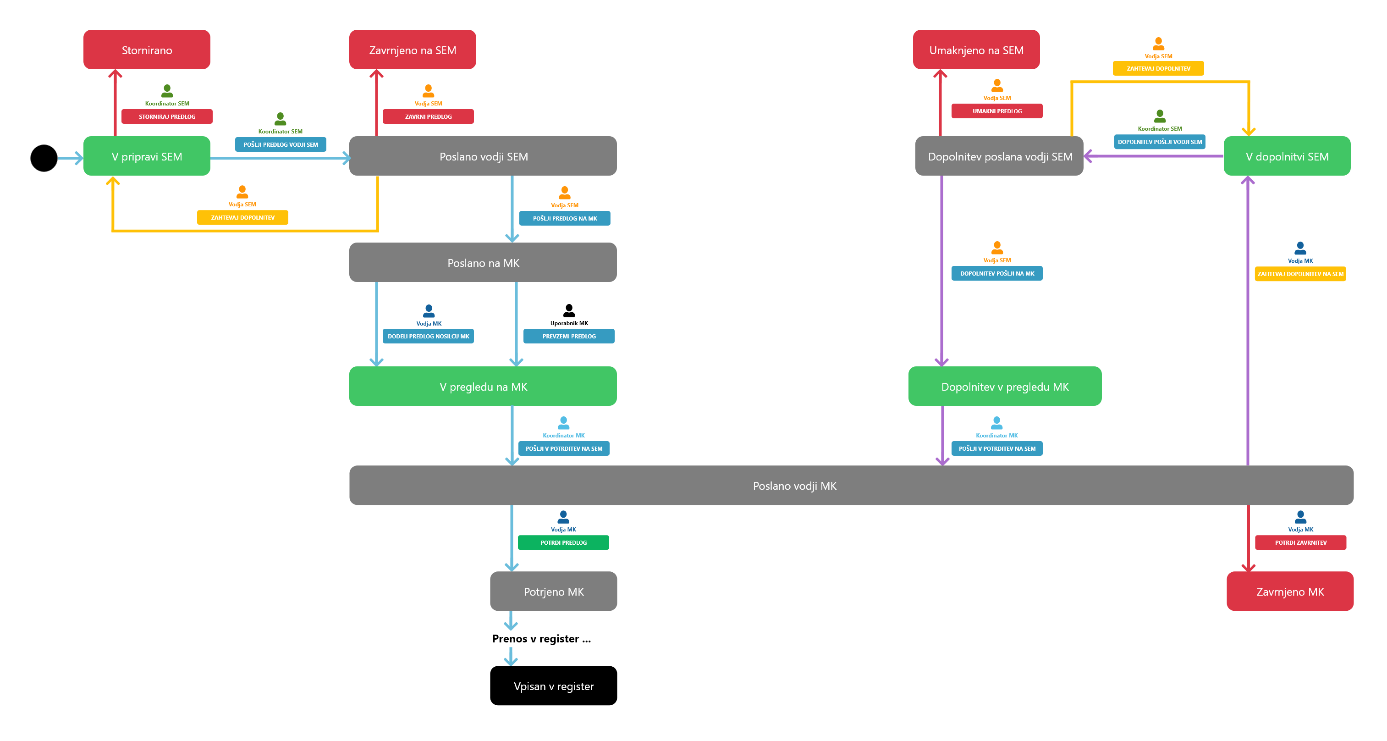 Stornirano
Zavrnjeno na SEM
Umaknjeno na SEM
Vodja SEM
ZAHTEVAJ DOPOLNITEV
Koordinator SEM
STORNIRAJ PREDLOG
Vodja SEM
ZAVRNI PREDLOG
Vodja SEM
UMAKNI PREDLOG
Koordinator SEM
POŠLJI PREDLOG VODJI SEM
Koordinator SEM
DOPOLNITEV POŠLJI VODJI SEM
V pripravi SEM
Poslano vodji SEM
Dopolnitev poslana vodji SEM
V dopolnitvi SEM
Vodja SEM
ZAHTEVAJ DOPOLNITEV
Vodja SEM
POŠLJI PREDLOG NA MK
Poslano na MK
Vodja SEM
DOPOLNITEV POŠLJI NA MK
Vodja MK
ZAHTEVAJ DOPOLNITEV NA SEM
Vodja MK
DODELI PREDLOG NOSILCU MK
Uporabnik MK
PREVZEMI PREDLOG
V pregledu na MK
Dopolnitev v pregledu MK
Koordinator MK
POŠLJI V POTRDITEV NA SEM
Koordinator MK
POŠLJI V POTRDITEV NA SEM
Poslano vodji MK
Vodja MK
POTRDI PREDLOG
Vodja MK
POTRDI ZAVRNITEV
Potrjeno MK
Zavrnjeno MK
Prenos v register ...
Vpisan v register